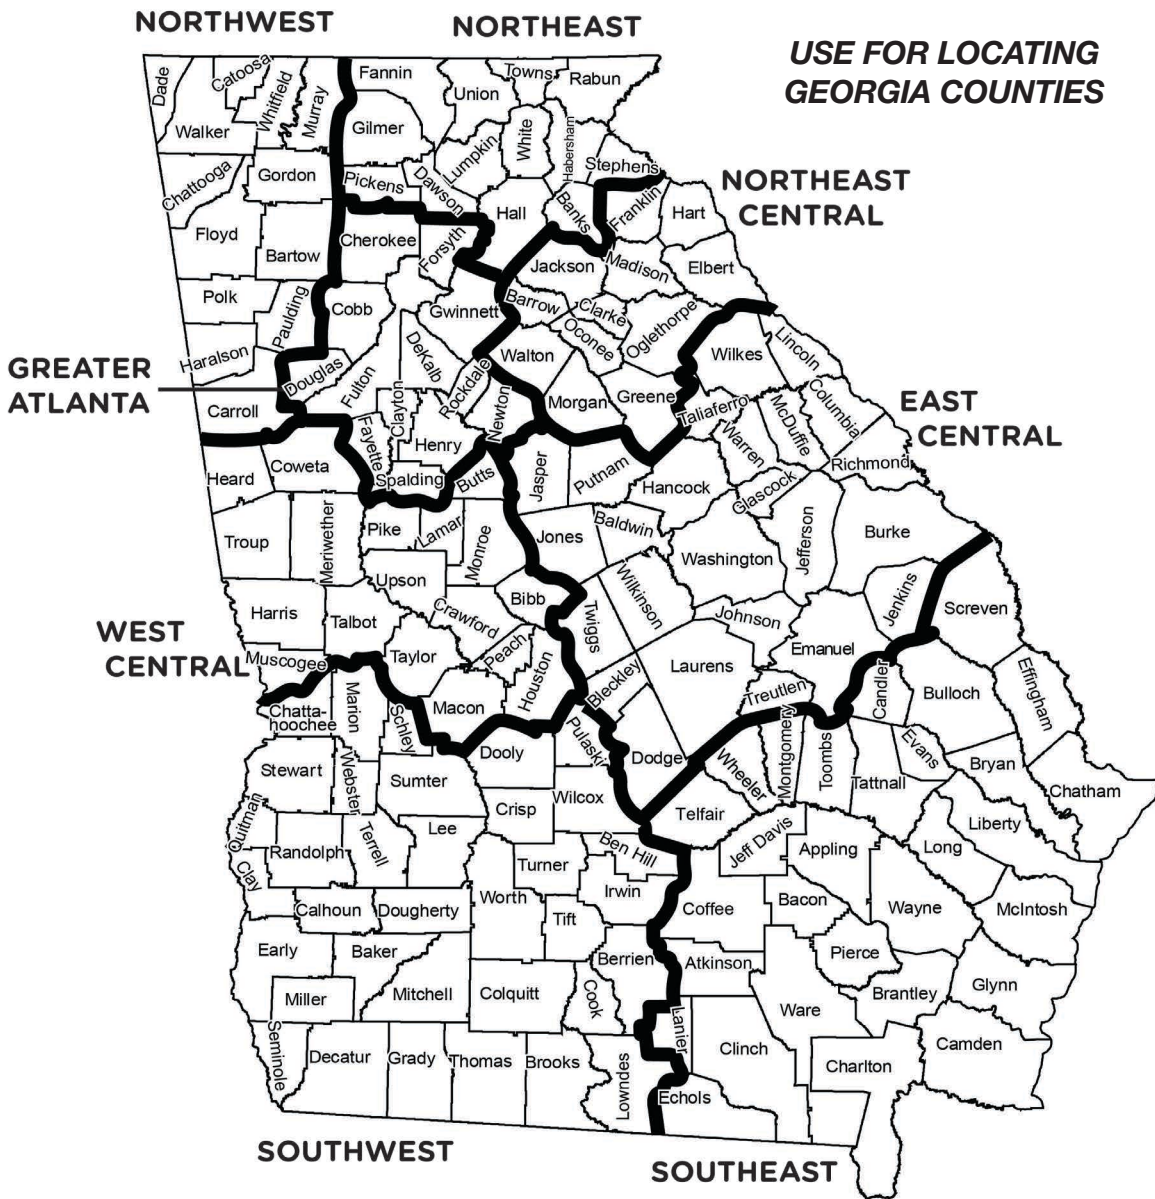 NORTHWEST
NORTHEAST
USE FOR LOCATING
GEORGIA COUNTIES
Dade
Catoosa
Whitfield
Murray
Fannin
Union
Towns
Rabun
Walker
Gilmer
Lumpkin
White
Habersham
Stephens
Chattooga
Gordon
Pickens
Dawson
Hall
Banks
Franklin
Hart
NORTHEAST
CENTRAL
Floyd
Bartow
Cherokee
Forsyth
Jackson
Madison
Elbert
Polk
Paulding
Cobb
Gwinnett
Barrow
Clarke
Oconee
Oglethorpe
Wilkes
Lincoln
Haralson
Douglas
Fulton
DeKalb
Rockdale
Walton
Morgan
Greene
Taliaferro
McDuffie
Columbia
GREATER
ATLANTA
Carroll
Fayette
Clayton
Henry
Newton
Warren
Richmond
EAST
CENTRAL
Heard
Coweta
Spalding
Butts
Jasper
Putnam
Hancock
Glascock
Troup
Meriwether
Pike
Lamar
Monroe
Jones
Baldwin
Washington
Jefferson
Burke
Upson
Bibb
Wilkinson
Jenkins
Screven
Harris
Talbot
Crawford
Twiggs
Johnson
Emanuel
WEST
CENTRAL
Muscogee
Taylor
Peach
Houston
Bleckley
Laurens
Treutlen
Candler
Bulloch
Effingham
Chatta-
hoochee
Marion
Schley
Macon
Dooly
Pulaski
Dodge
Wheeler
Montgomery
Toombs
Tattnall
Evans
Bryan
Chatham
Stewart
Webster
Sumter
Crisp
Wilcox
Telfair
Quitman
Randolph
Terrell
Lee
Turner
Ben Hill
Jeff Davis
Appling
Long
Liberty
Clay
Calhoun
Dougherty
Worth
Tift
Irwin
Coffee
Bacon
Wayne
McIntosh
Early
Baker
Mitchell
Colquitt
Cook
Berrien
Atkinson
Pierce
Brantley
Glynn
Miller
Lanier
Ware
Seminole
Decatur
Grady
Thomas
Brooks
Lowndes
Clinch
Charlton
Camden
Echols
SOUTHWEST
SOUTHEAST